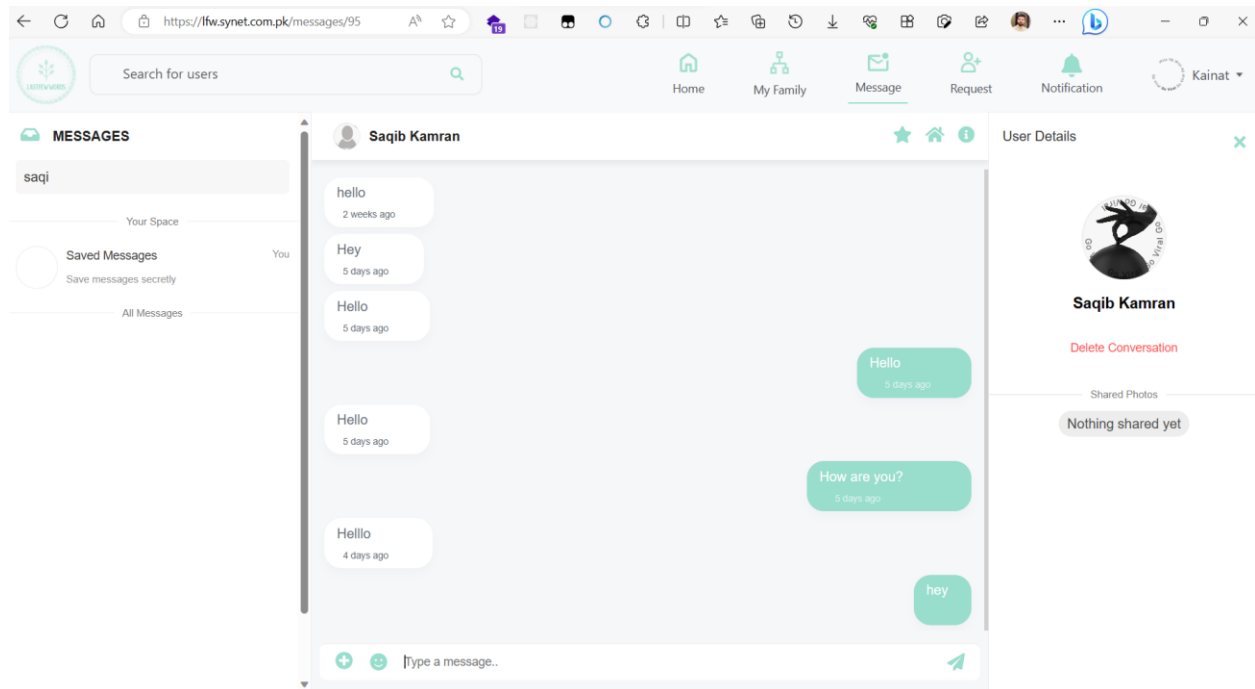 https://lfw.synet.com.pk/messages/95
19
Search for users
Home
My Family
Message
Request
Notification
Kainat
MESSAGES
saqi
Your Space
Saved Messages
You
Save messages secretly
All Messages
Saqib Kamran
hello
2 weeks ago
Hey
5 days ago
Hello
5 days ago
Hello
5 days ago
Hello
5 days ago
How are you?
5 days ago
Helllo
4 days ago
hey
Type a message..
User Details
Saqib Kamran
Delete Conversation
Shared Photos
Nothing shared yet